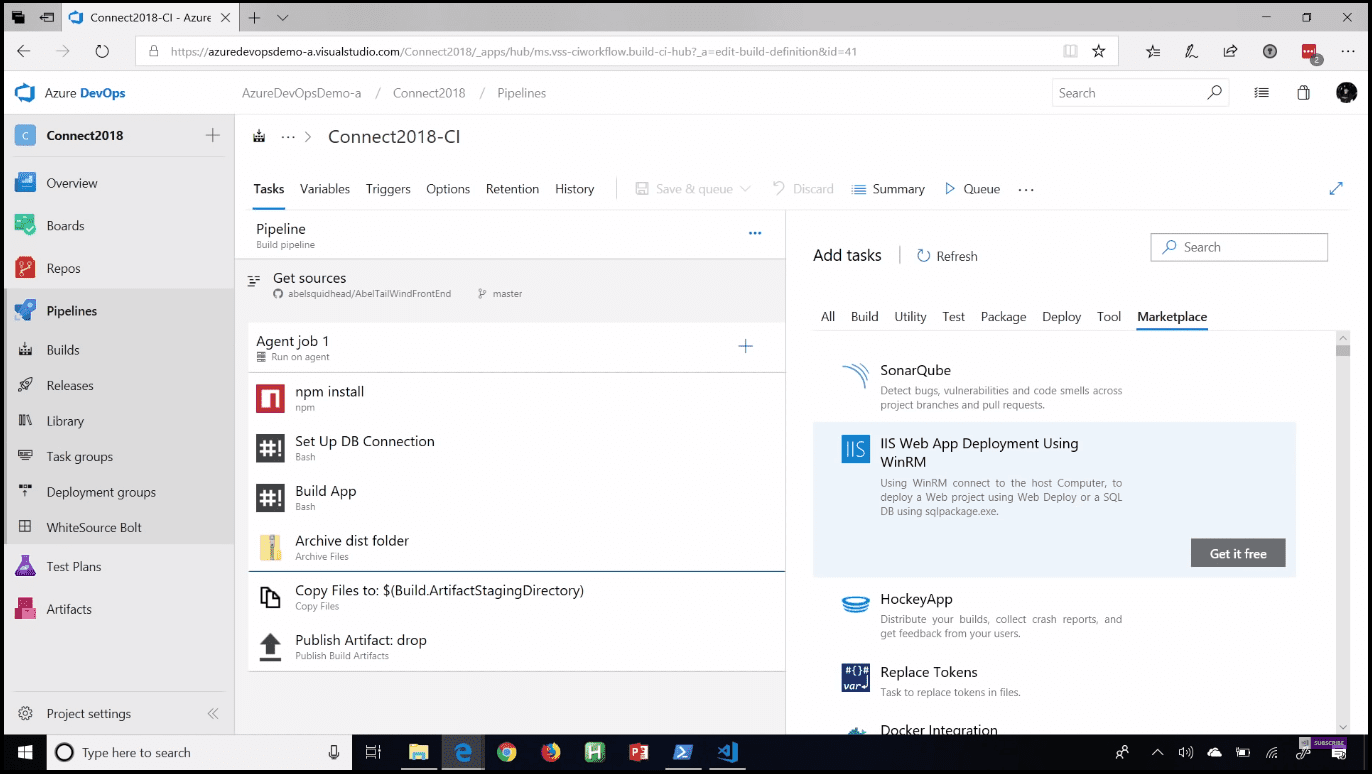 Connect2018-CI - Azure
https://azuredevopsdemo-a.visualstudio.com/Connect2018/_apps/hub/ms.vss-ciworkflow.build-ci-hub?_a=edit-build-definition&id=41
2
Azure DevOps
AzureDevOpsDemo-a / Connect2018 / Pipelines
Search
C
Connect2018
Overview
Boards
Repos
Pipelines
Builds
Releases
Library
Task groups
Deployment groups
WhiteSource Bolt
Test Plans
Artifacts
Project settings
Connect2018-CI
Tasks Variables Triggers Options Retention History Save & queue Discard Summary Queue
Pipeline
Build pipeline
Get sources
abelsquidhead/AbelTailWindFrontEnd master
Agent job 1
Run on agent
npm install
npm
#!
Set Up DB Connection
Bash
#!
Build App
Bash
Archive dist folder
Archive Files
Copy Files to: $(Build.ArtifactStagingDirectory)
Copy Files
Publish Artifact: drop
Publish Build Artifacts
Add tasks
Refresh
Search
All Build Utility Test Package Deploy Tool Marketplace
SonarQube
Detect bugs, vulnerabilities and code smells across
project branches and pull requests.
IIS
IIS Web App Deployment Using
WinRM
Using WinRM connect to the host Computer, to
deploy a Web project using Web Deploy or a SQL
DB using sqlpackage.exe.
Get it free
HockeyApp
Distribute your builds, collect crash reports, and
get feedback from your users.
#{}#
var
Replace Tokens
Task to replace tokens in files.
Docker Integration
Type here to search
SUBSCRIBE